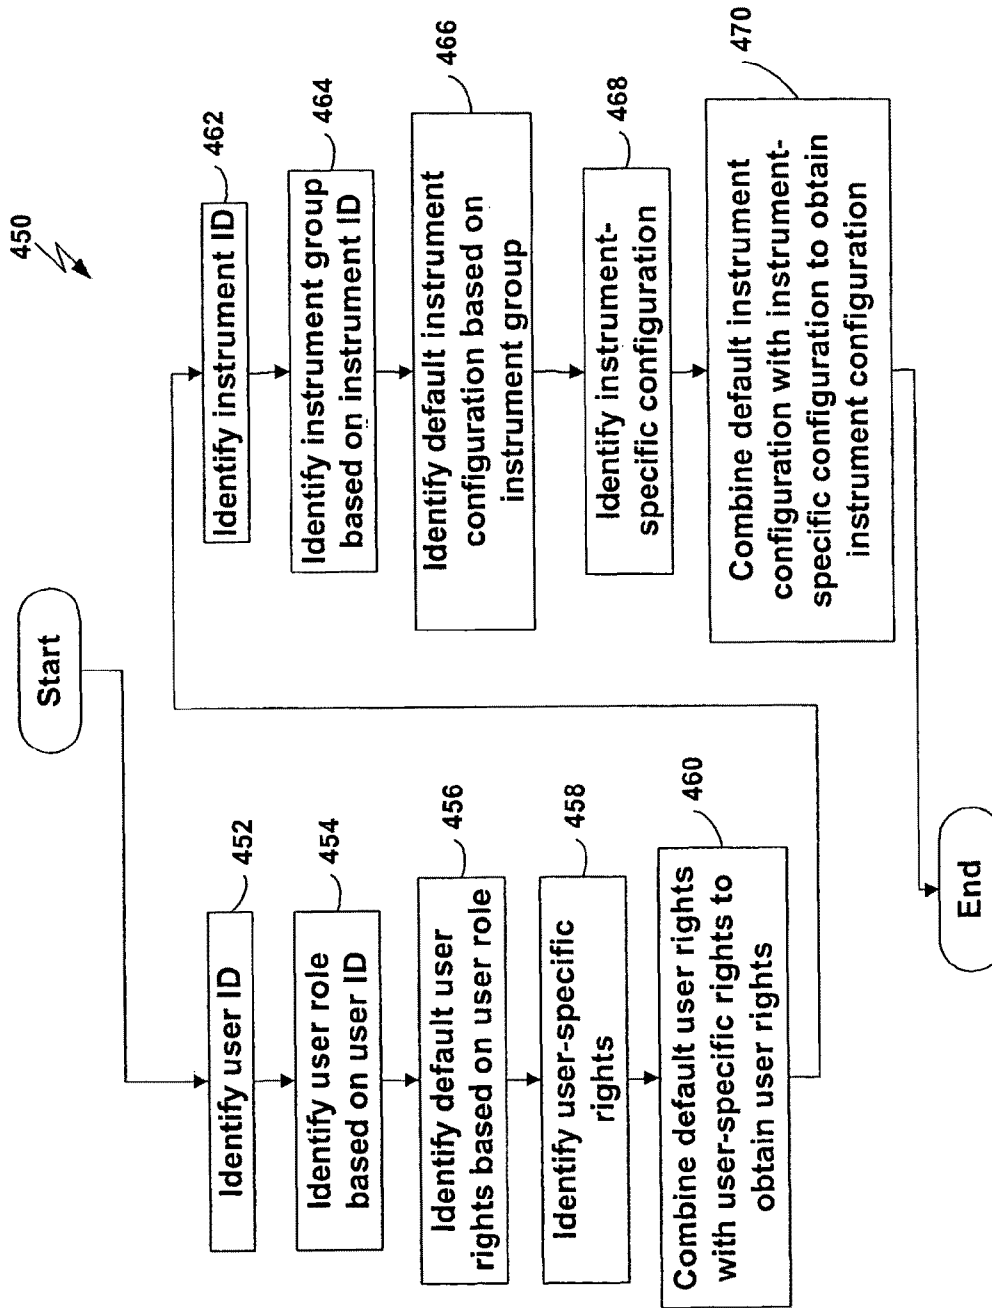 450
Start
452
Identify user ID
454
Identify user role
based on user ID
456
Identify default user
rights based on user role
458
Identify user-specific
rights
460
Combine default user rights
with user-specific rights to
obtain user rights
462
Identify instrument ID
464
Identify instrument group
based on instrument ID
466
Identify default instrument
configuration based on
instrument group
468
Identify instrument-
specific configuration
470
Combine default instrument
configuration with instrument-
specific configuration to obtain
instrument configuration
End